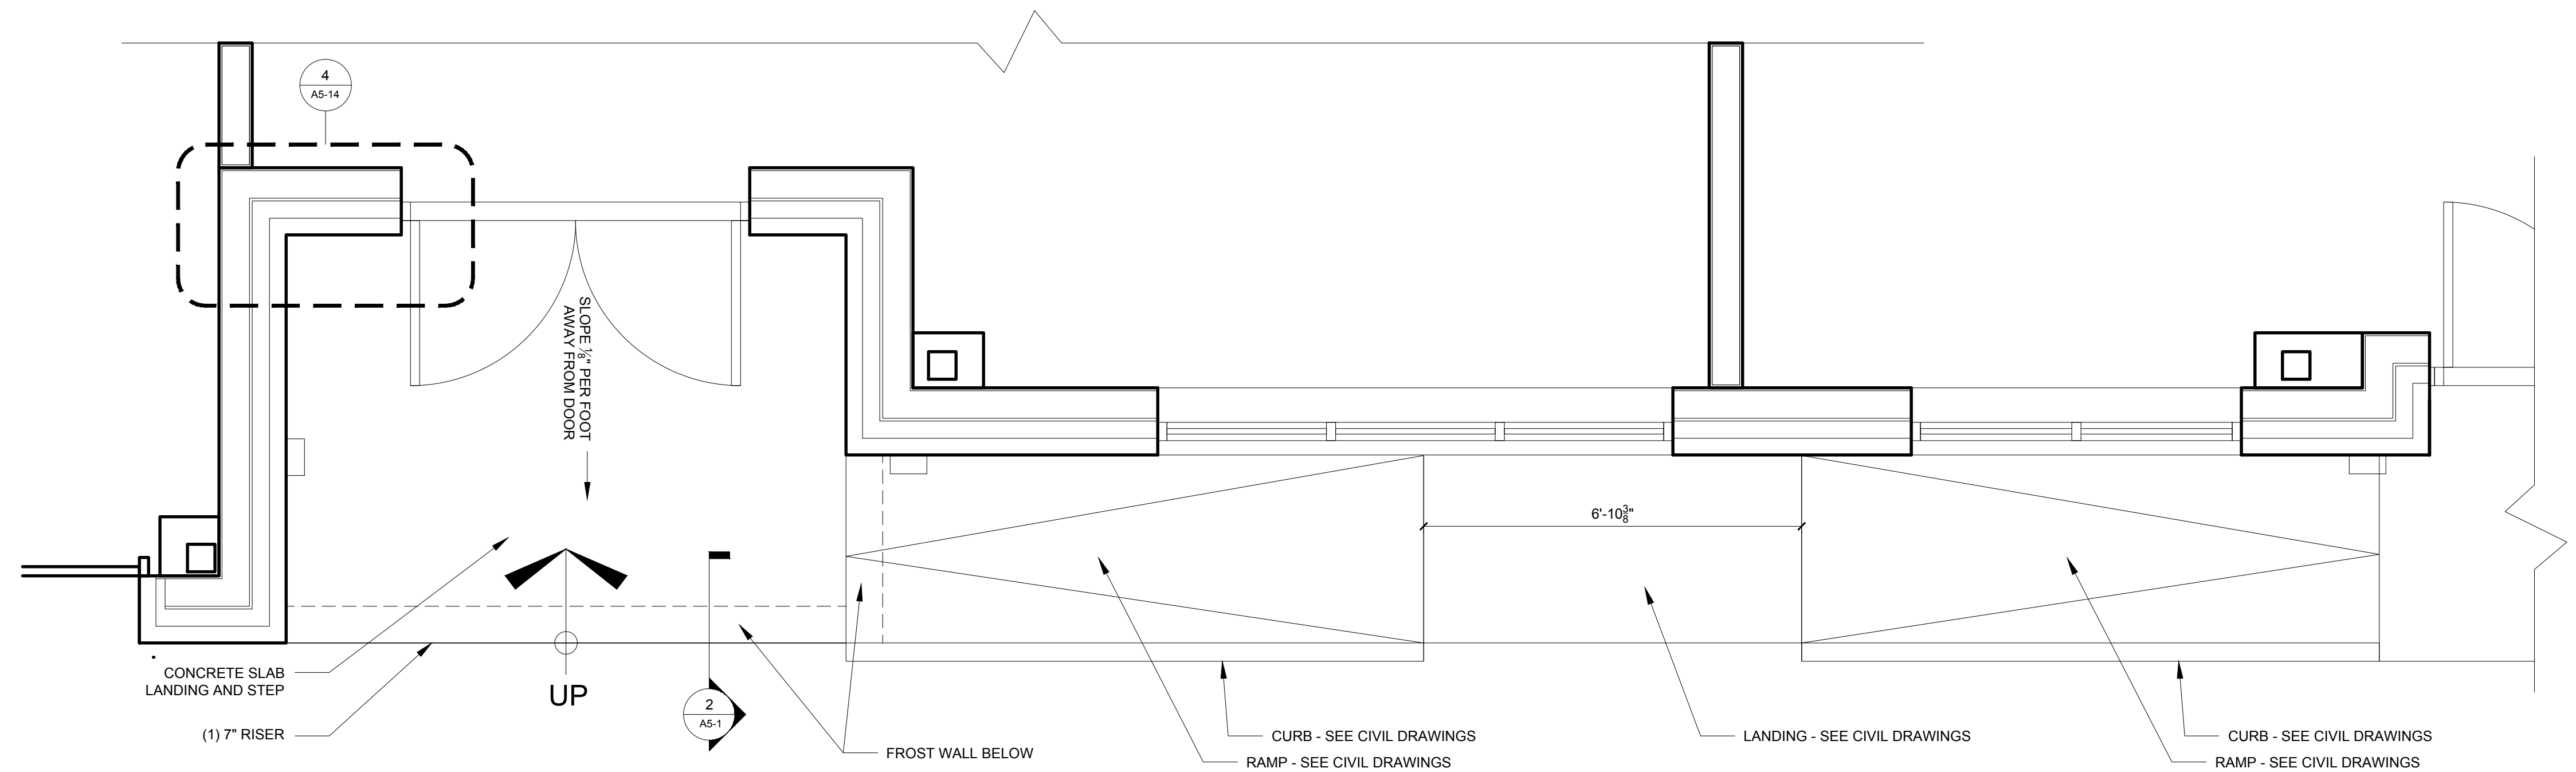 4
A5-14
SLOPE 1/8" PER FOOT
AWAY FROM DOOR
6'-10 3/8"
CONCRETE SLAB
LANDING AND STEP
(1) 7" RISER
UP
2
A5-1
FROST WALL BELOW
CURB - SEE CIVIL DRAWINGS
RAMP - SEE CIVIL DRAWINGS
LANDING - SEE CIVIL DRAWINGS
CURB - SEE CIVIL DRAWINGS
RAMP - SEE CIVIL DRAWINGS